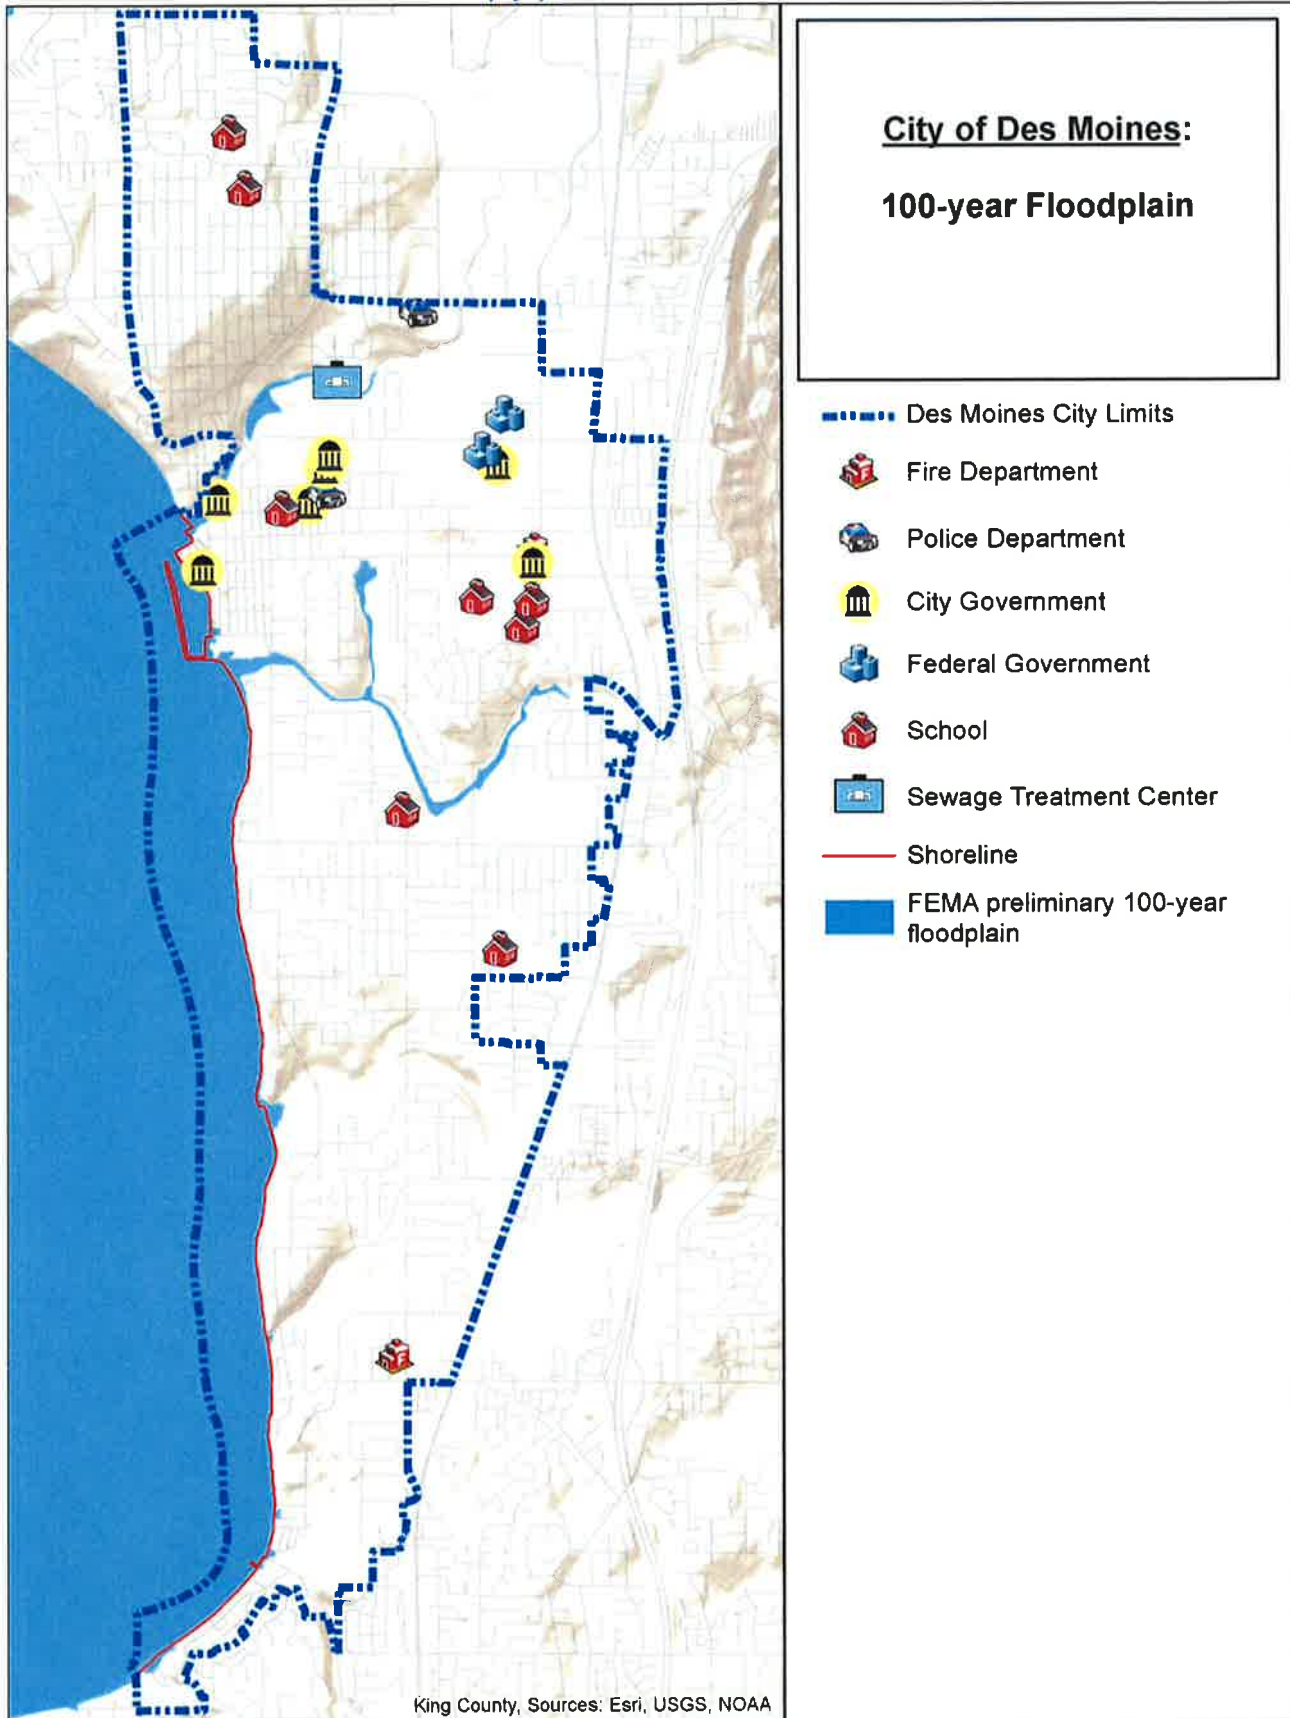 City of Des Moines:
100-year Floodplain
Des Moines City Limits
Fire Department
Police Department
City Government
Federal Government
School
Sewage Treatment Center
Shoreline
FEMA preliminary 100-year
floodplain
King County, Sources: Esri, USGS, NOAA